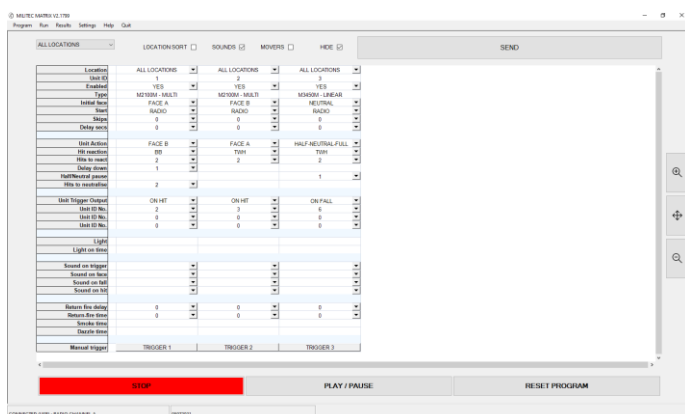 MILITEC MATRIX V2.1700
Program Run Results Settings Help Quit
ALL LOCATIONS LOCATION SORT SOUNDS MOVERS HIDE SEND
Location ALL LOCATIONS ALL LOCATIONS ALL LOCATIONS
Unit ID 1 2 3
Enabled YES YES YES
Type M2100M - MULTI M2100M - MULTI M3450M - LINEAR
Initial face FACE A FACE B NEUTRAL
Start RADIO RADIO RADIO
Skips 0 0 0
Delay secs 0 0 0
Unit Action FACE B FACE A HALF-NEUTRAL-FULL
Hit reaction BB TWH TWH
Hits to react 2 2 2
Delay down 1
Half/Neutral pause 1
Hits to neutralise 2
Unit Trigger Output ON HIT ON HIT ON FALL
Unit ID No. 2 3 6
Unit ID No. 0 0 0
Unit ID No. 0 0 0
Light
Light on time
Sound on trigger
Sound on face
Sound on fall
Sound on hit
Return fire delay 0 0 0
Return-fire time 0 0 0
Smoke time
Dazzle time
Manual trigger TRIGGER 1 TRIGGER 2 TRIGGER 3
STOP PLAY / PAUSE RESET PROGRAM